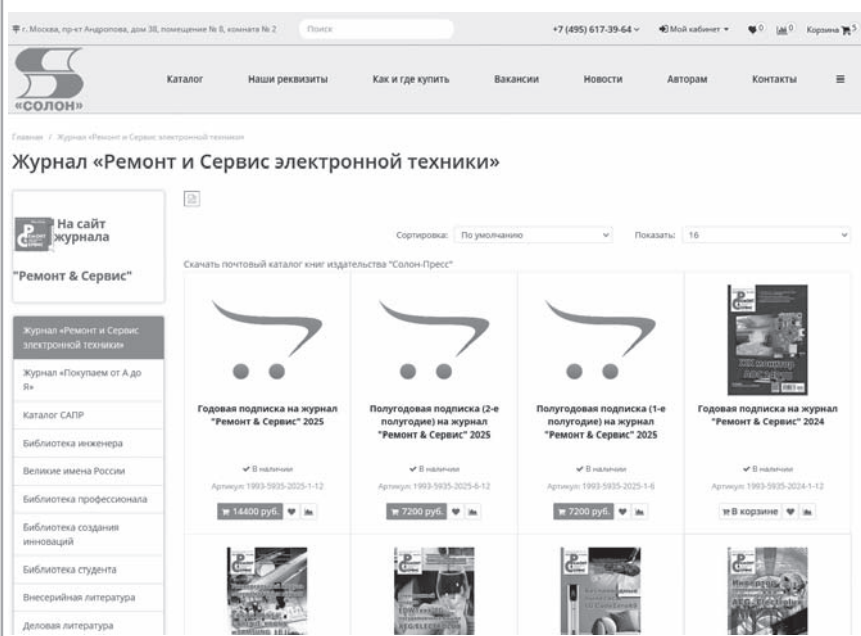 г. Москва, пр-кт Андропова, дом 38, помещение № 8, комната № 2
Поиск
+7 (495) 617-39-64
Мой кабинет
0
0
Корзина 5
«СОЛОН»
Каталог
Наши реквизиты
Как и где купить
Вакансии
Новости
Авторам
Контакты
Главная / Журнал «Ремонт и Сервис электронной техники»
Журнал «Ремонт и Сервис электронной техники»
На сайт
журнала
"Ремонт & Сервис"
Сортировка: По умолчанию
Показать: 16
Скачать почтовый каталог книг издательства "Солон-Пресс"
Журнал «Ремонт и Сервис
электронной техники»
Журнал «Покупаем от А до
Я»
Каталог САПР
Библиотека инженера
Великие имена России
Библиотека профессионала
Библиотека создания
инноваций
Библиотека студента
Внесерийная литература
Деловая литература
Годовая подписка на журнал
"Ремонт & Сервис" 2025
В наличии
Артикул: 1993-5935-2025-1-12
14400 руб.
Полугодовая подписка (2-е
полугодие) на журнал
"Ремонт & Сервис" 2025
В наличии
Артикул: 1993-5935-2025-6-12
7200 руб.
Полугодовая подписка (1-е
полугодие) на журнал
"Ремонт & Сервис" 2025
В наличии
Артикул: 1993-5935-2025-1-6
7200 руб.
ЖК монитор
Годовая подписка на журнал
"Ремонт & Сервис" 2024
В наличии
Артикул: 1993-5935-2024-1-12
В корзине